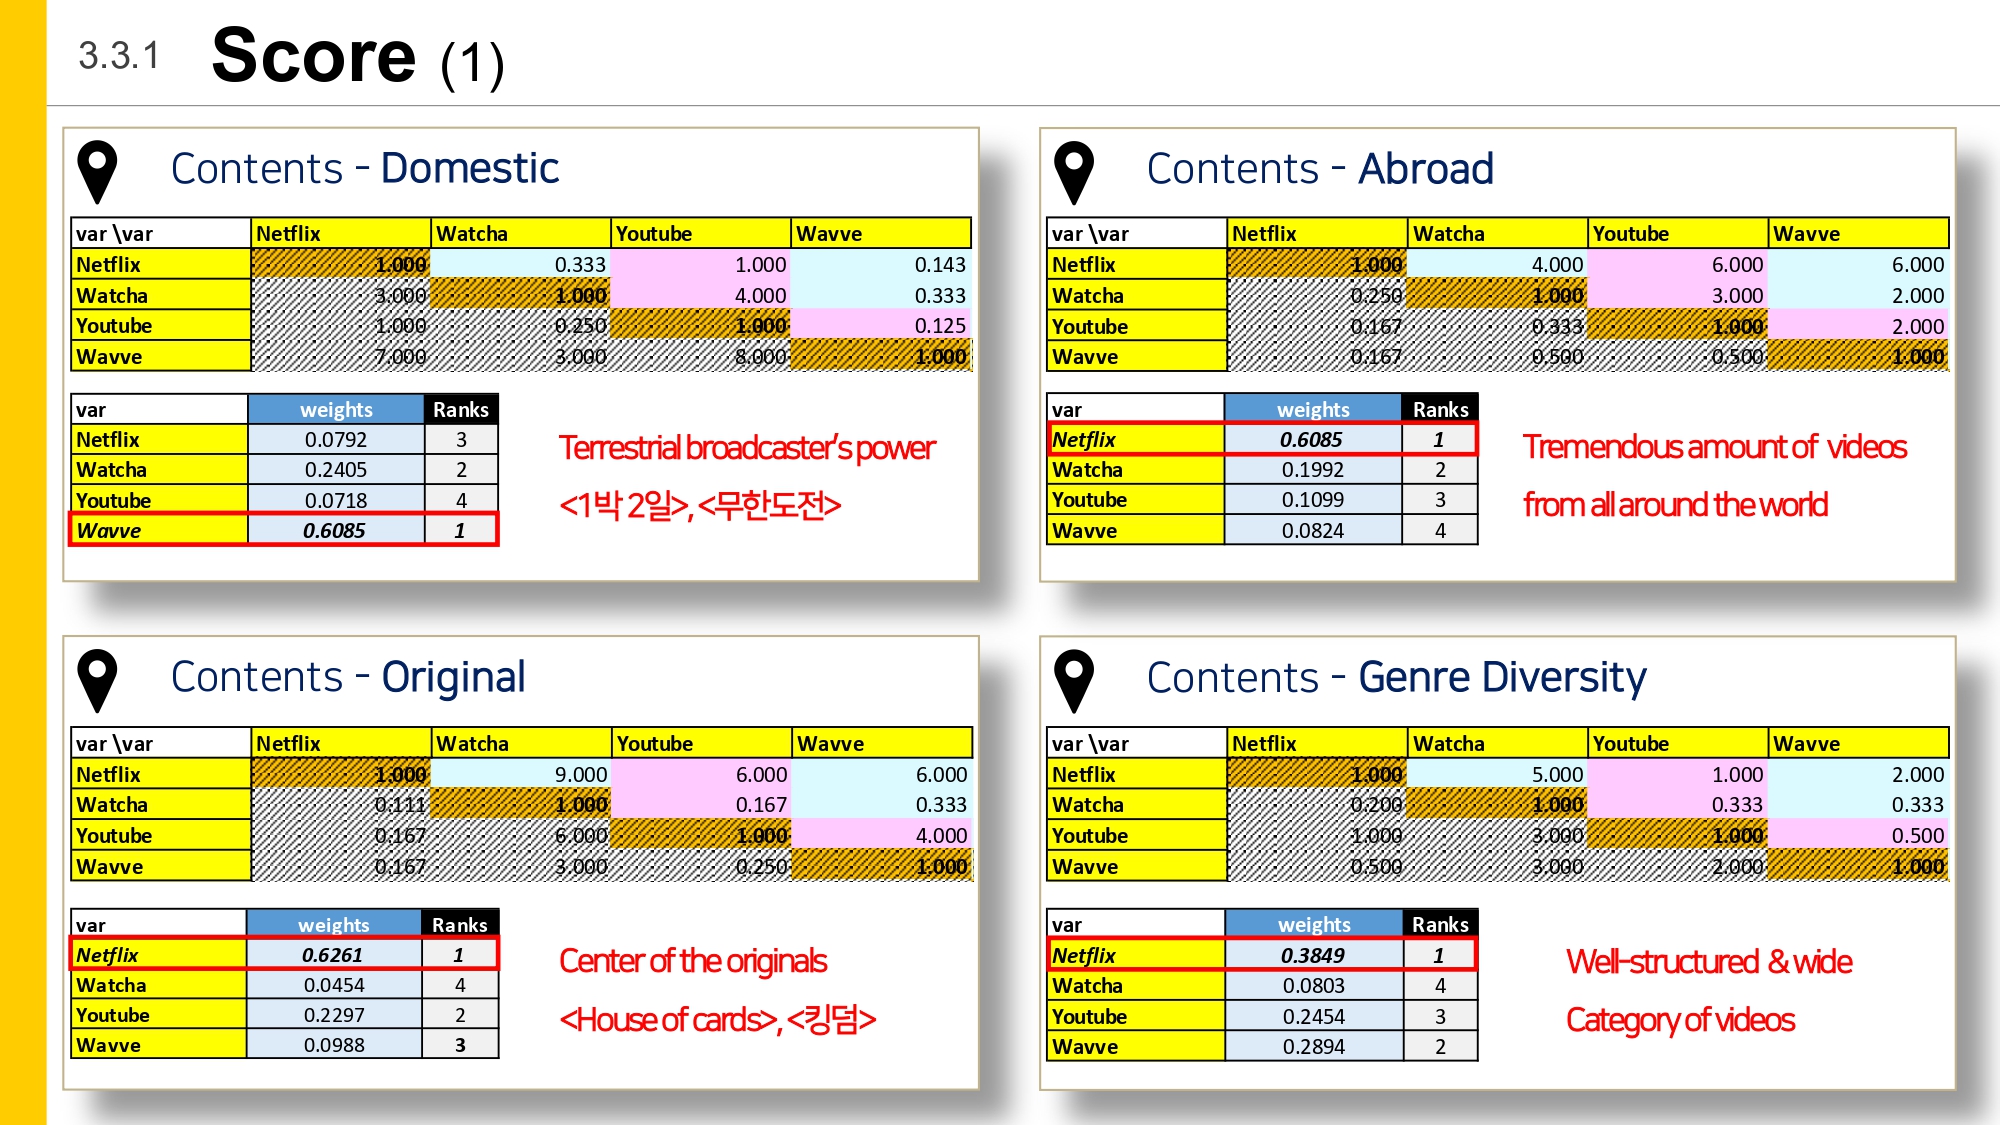 3.3.1 Score (1)
Contents - Domestic
var \var Netflix Watcha Youtube Wavve
Netflix 1.000 0.333 1.000 0.143
Watcha 3.000 1.000 4.000 0.333
Youtube 1.000 0.250 1.000 0.125
Wavve 7.000 3.000 8.000 1.000
var weights Ranks
Netflix 0.0792 3
Watcha 0.2405 2
Youtube 0.0718 4
Wavve 0.6085 1
Terrestrial broadcaster's power
<1박 2일>, <무한도전>
Contents - Abroad
var \var Netflix Watcha Youtube Wavve
Netflix 1.000 4.000 6.000 6.000
Watcha 0.250 1.000 3.000 2.000
Youtube 0.167 0.333 1.000 2.000
Wavve 0.167 0.500 0.500 1.000
var weights Ranks
Netflix 0.6085 1
Watcha 0.1992 2
Youtube 0.1099 3
Wavve 0.0824 4
Tremendous amount of videos
from all around the world
Contents - Original
var \var Netflix Watcha Youtube Wavve
Netflix 1.000 9.000 6.000 6.000
Watcha 0.111 1.000 0.167 0.333
Youtube 0.167 6.000 1.000 4.000
Wavve 0.167 3.000 0.250 1.000
var weights Ranks
Netflix 0.6261 1
Watcha 0.0454 4
Youtube 0.2297 2
Wavve 0.0988 3
Center of the originals
<House of cards>, <킹덤>
Contents - Genre Diversity
var \var Netflix Watcha Youtube Wavve
Netflix 1.000 5.000 1.000 2.000
Watcha 0.200 1.000 0.333 0.333
Youtube 1.000 3.000 1.000 0.500
Wavve 0.500 3.000 2.000 1.000
var weights Ranks
Netflix 0.3849 1
Watcha 0.0803 4
Youtube 0.2454 3
Wavve 0.2894 2
Well-structured & wide
Category of videos